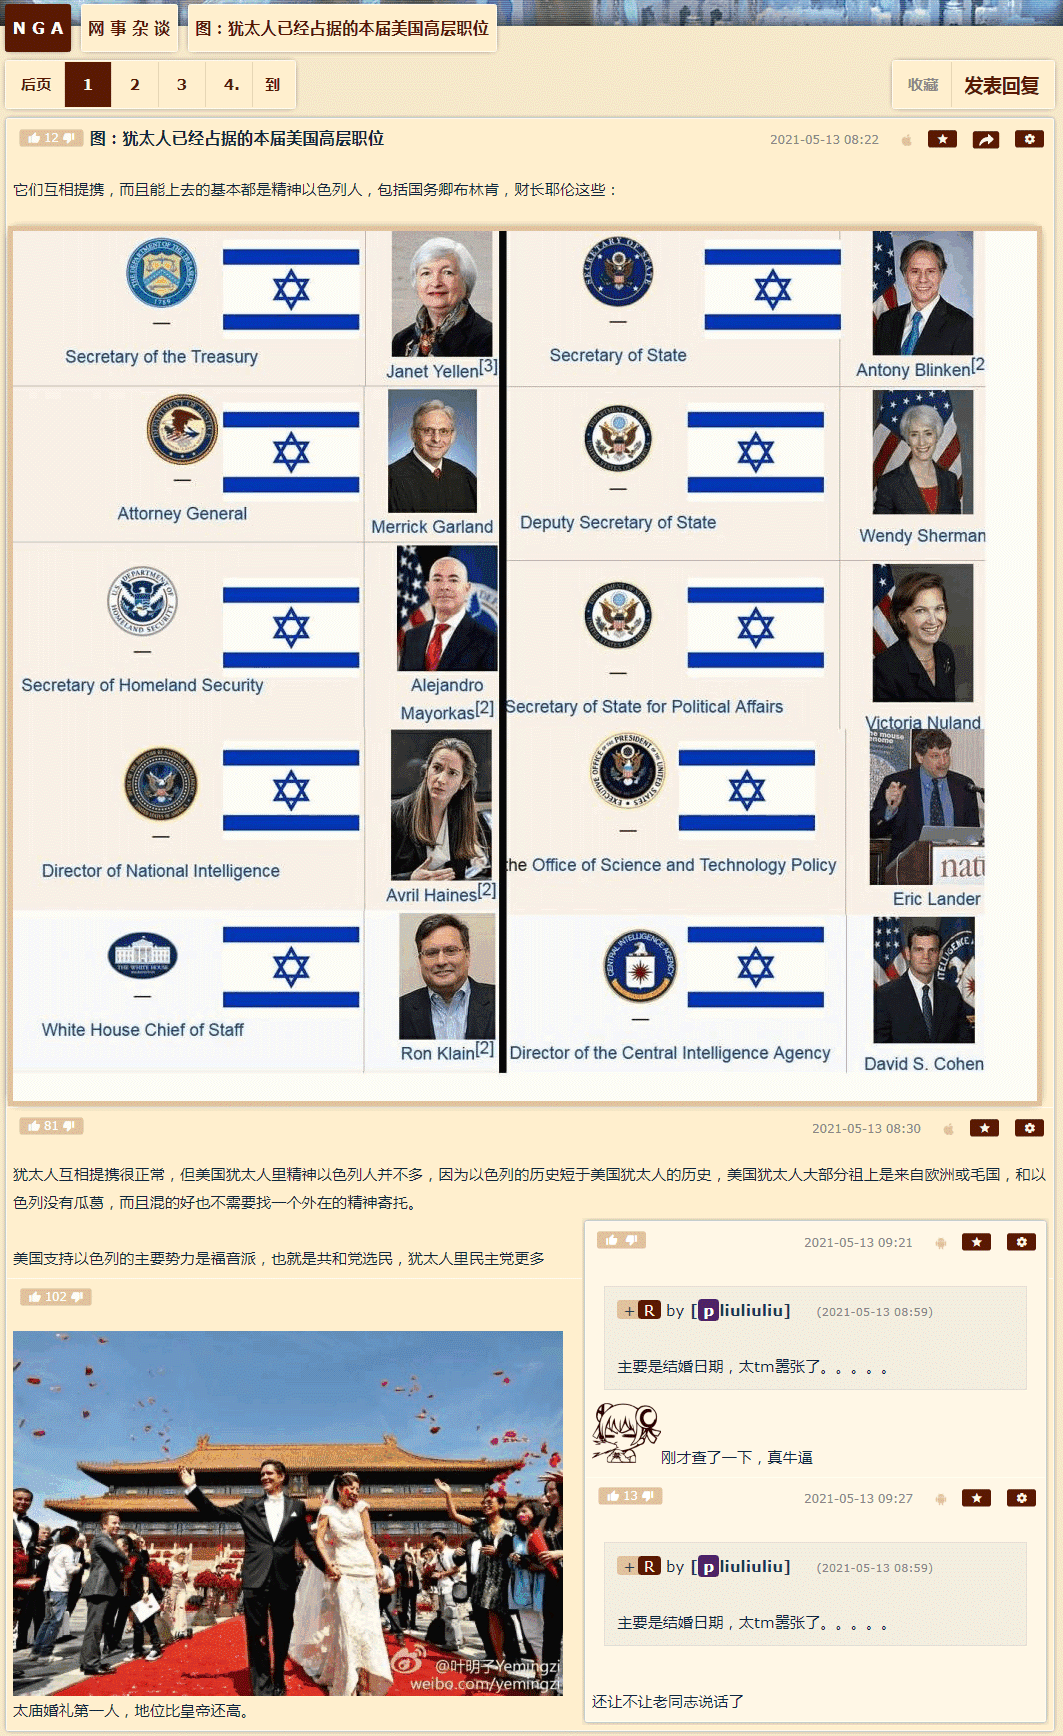 NGA 网事杂谈 图：犹太人已经占据的本届美国高层职位
后页 1 2 3 4. 到 收藏 发表回复
12 图：犹太人已经占据的本届美国高层职位 2021-05-13 08:22
它们互相提携，而且能上去的基本都是精神以色列人，包括国务卿布林肯，财长耶伦这些：
Secretary of the Treasury
Janet Yellen[3]
Secretary of State
Antony Blinken[2
Attorney General
Merrick Garland
Deputy Secretary of State
Wendy Sherman
Secretary of Homeland Security
Alejandro
Mayorkas[2]
Secretary of State for Political Affairs
Victoria Nuland
Director of National Intelligence
Avril Haines[2]
the Office of Science and Technology Policy
Eric Lander
White House Chief of Staff
Ron Klain[2]
Director of the Central Intelligence Agency
David S. Cohen
81 2021-05-13 08:30
犹太人互相提携很正常，但美国犹太人里精神以色列人并不多，因为以色列的历史短于美国犹太人的历史，美国犹太人大部分祖上是来自欧洲或毛国，和以
色列没有瓜葛，而且混的好也不需要找一个外在的精神寄托。
美国支持以色列的主要势力是福音派，也就是共和党选民，犹太人里民主党更多
102
@叶明子Yemingzi
weibo.com/yemingzi
太庙婚礼第一人，地位比皇帝还高。
2021-05-13 09:21
+ R by [pliuliuliu] (2021-05-13 08:59)
主要是结婚日期，太tm嚣张了。。。。。
刚才查了一下，真牛逼
13 2021-05-13 09:27
+ R by [pliuliuliu] (2021-05-13 08:59)
主要是结婚日期，太tm嚣张了。。。。。
还让不让老同志说话了